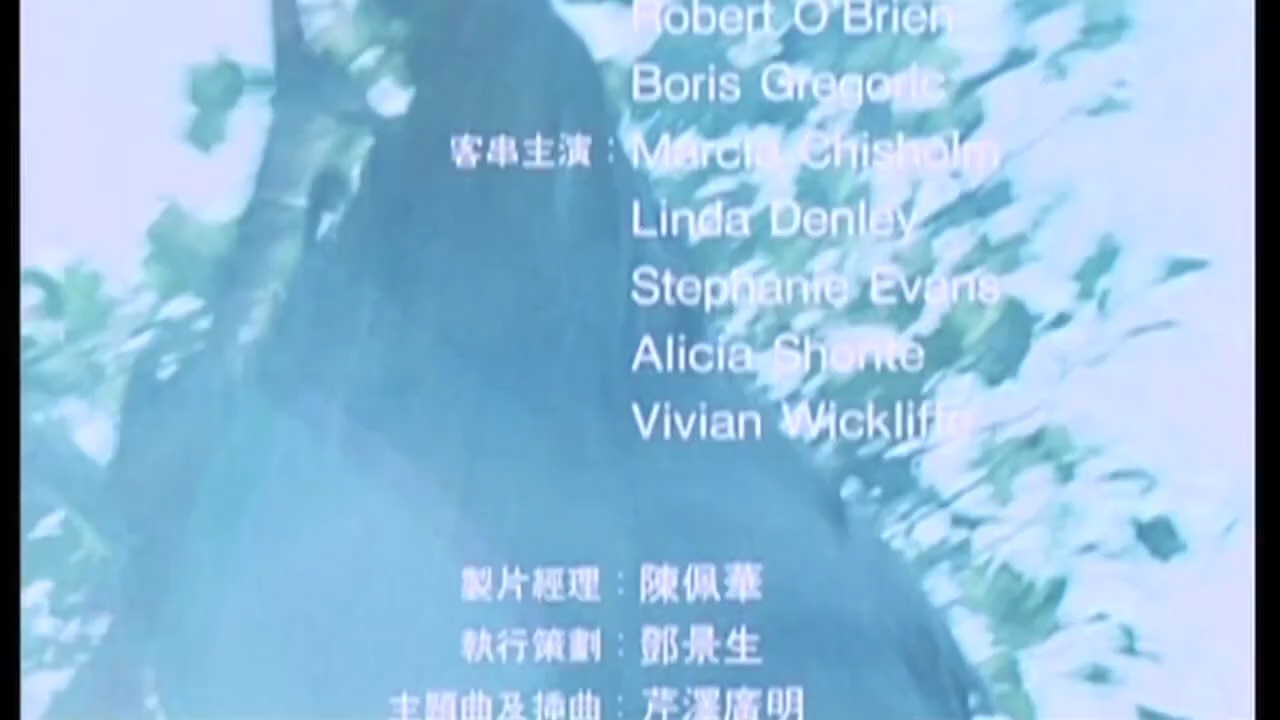 Robert O'Brien
Boris Gregoric
客串主演：Marcia Chisholm
Linda Denley
Stephanie Evans
Alicia Shonte
Vivian Wickliffe
製片經理：陳佩華
執行策劃：鄧景生
主題曲及插曲：芹澤廣明